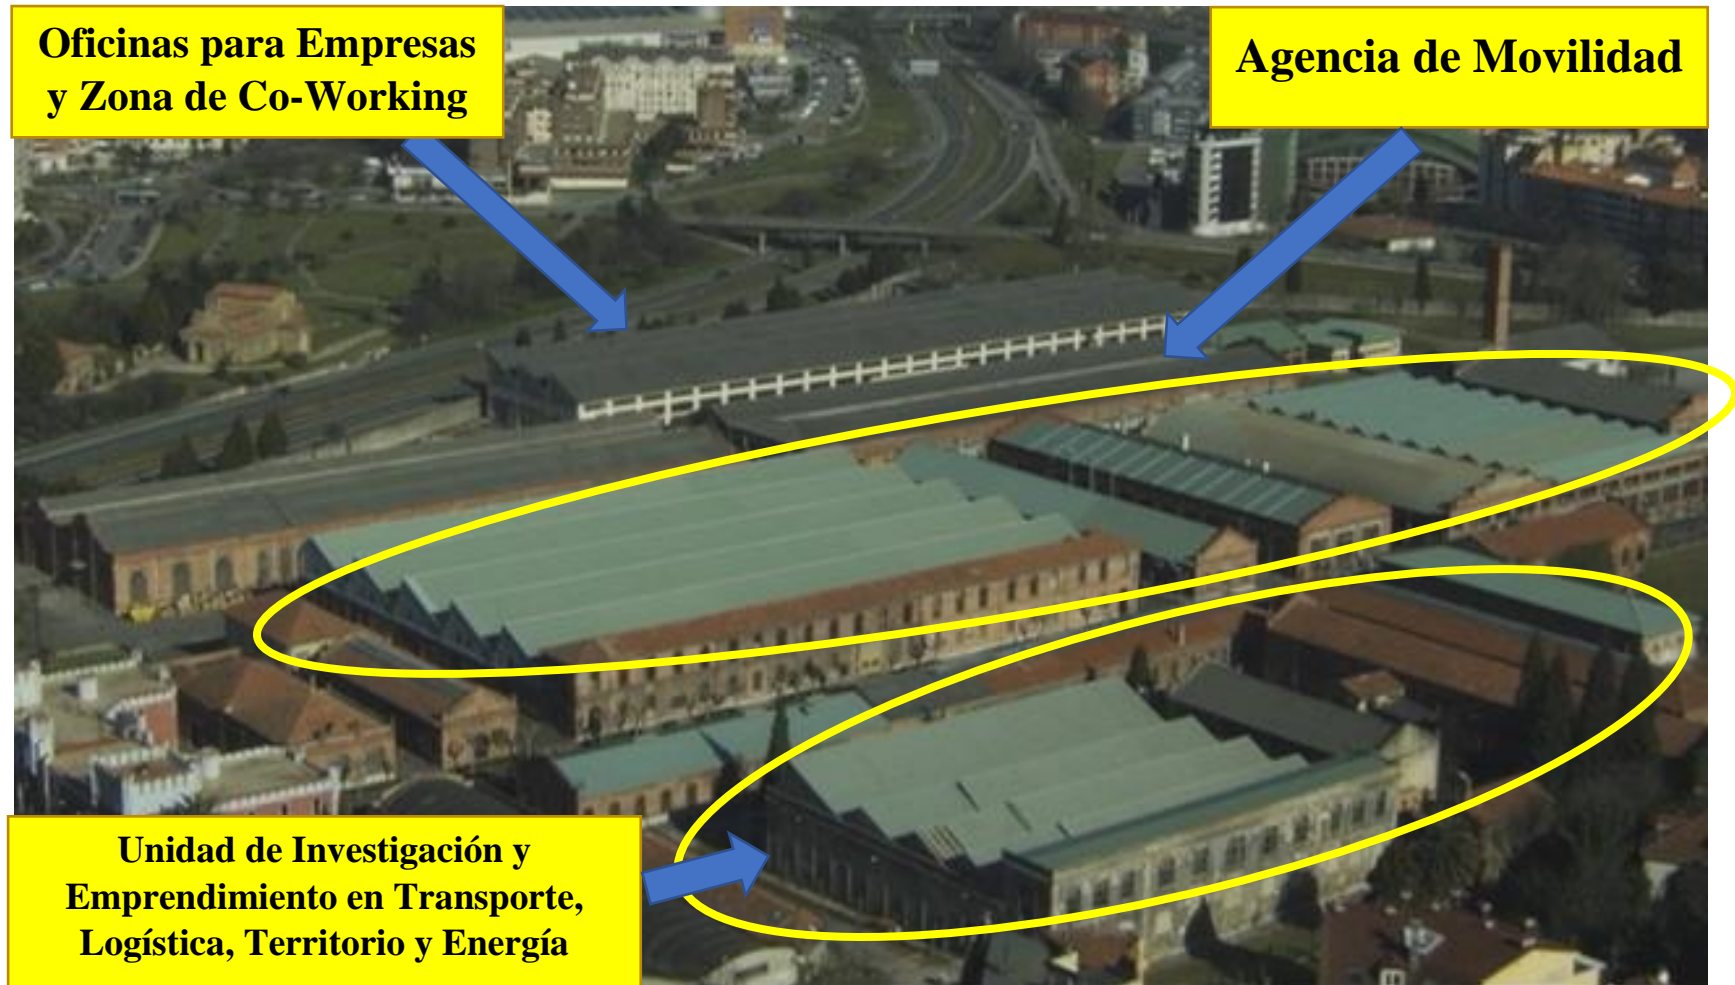 Oficinas para Empresas
y Zona de Co-Working
Agencia de Movilidad
Unidad de Investigación y
Emprendimiento en Transporte,
Logística, Territorio y Energía